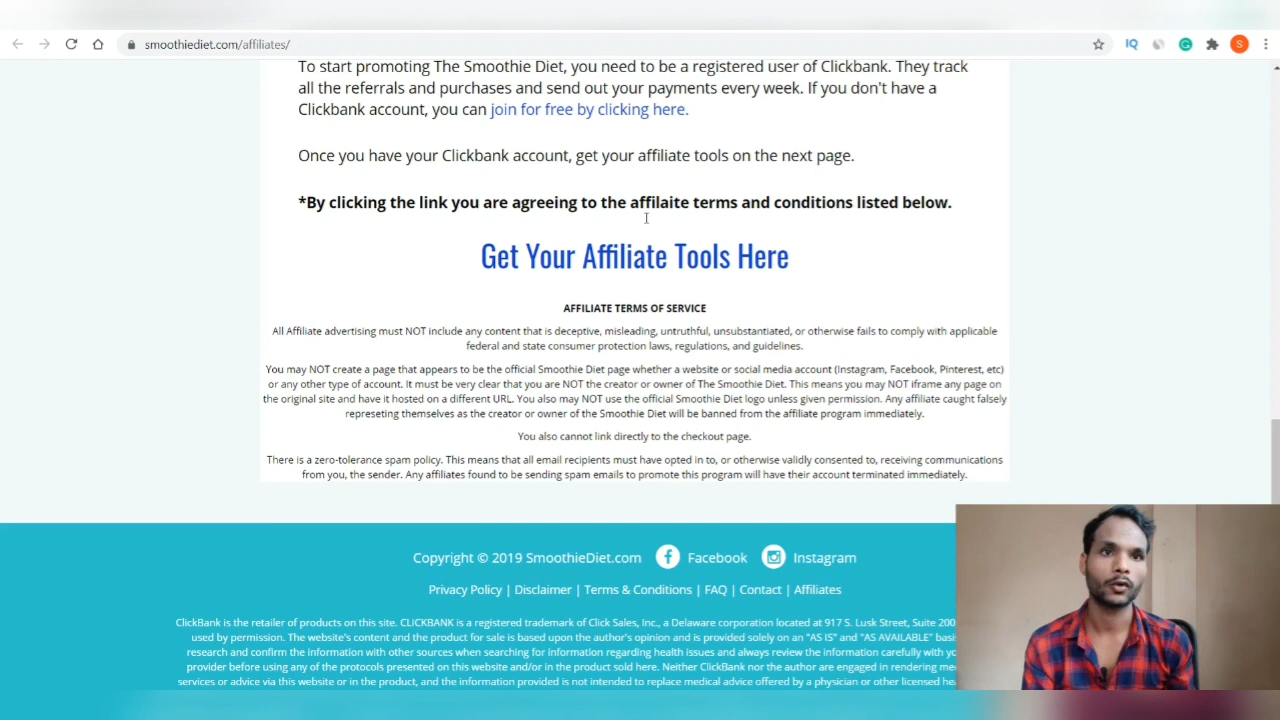 smoothiediet.com/affiliates/
IQ
S
To start promoting The Smoothie Diet, you need to be a registered user of Clickbank. They track
all the referrals and purchases and send out your payments every week. If you don't have a
Clickbank account, you can join for free by clicking here.
Once you have your Clickbank account, get your affiliate tools on the next page.
*By clicking the link you are agreeing to the affilaite terms and conditions listed below.
Get Your Affiliate Tools Here
AFFILIATE TERMS OF SERVICE
All Affiliate advertising must NOT include any content that is deceptive, misleading, untruthful, unsubstantiated, or otherwise fails to comply with applicable
federal and state consumer protection laws, regulations, and guidelines.
You may NOT create a page that appears to be the official Smoothie Diet page whether a website or social media account (Instagram, Facebook, Pinterest, etc)
or any other type of account. It must be very clear that you are NOT the creator or owner of The Smoothie Diet. This means you may NOT iframe any page on
the original site and have it hosted on a different URL. You also may NOT use the official Smoothie Diet logo unless given permission. Any affiliate caught falsely
represeting themselves as the creator or owner of the Smoothie Diet will be banned from the affiliate program immediately.
You also cannot link directly to the checkout page.
There is a zero-tolerance spam policy. This means that all email recipients must have opted in to, or otherwise validly consented to, receiving communications
from you, the sender. Any affiliates found to be sending spam emails to promote this program will have their account terminated immediately.
Copyright © 2019 SmoothieDiet.com Facebook Instagram
Privacy Policy | Disclaimer | Terms & Conditions | FAQ | Contact | Affiliates
ClickBank is the retailer of products on this site. CLICKBANK is a registered trademark of Click Sales, Inc., a Delaware corporation located at 917 S. Lusk Street, Suite 200
used by permission. The website's content and the product for sale is based upon the author's opinion and is provided solely on an "AS IS" and "AS AVAILABLE"
research and confirm the information with other sources when searching for information regarding health issues and always review the information carefully with
provider before using any of the protocols presented on this website and/or in the product sold here. Neither ClickBank nor the author are engaged in rendering
services or advice via this website or in the product, and the information provided is not intended to replace medical advice offered by a physician or other licensed